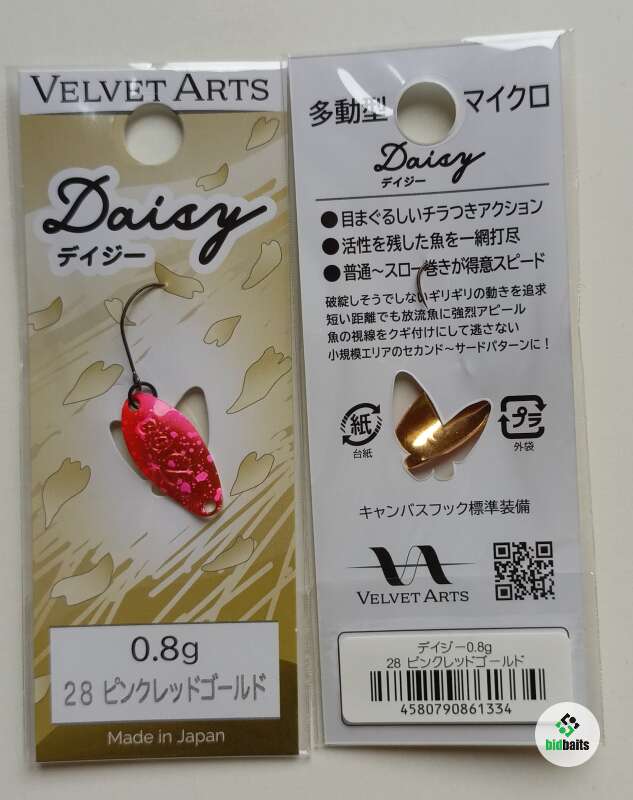 VELVET ARTS
Daisy
デイジー
0.8g
28 ピンクレッドゴールド
Made in Japan
多動型 マイクロ
Daisy
デイジー
●目まぐるしいチラつきアクション
●活性を残した魚を一網打尽
●普通～スロー巻きが得意スピード
破綻しそうでしないギリギリの動きを追求
短い距離でも放流魚に強烈アピール
魚の視線をクギ付けにして逃さない
小規模エリアのセカンド～サードパターンに！
紙
台紙
プラ
外袋
キャンバスフック標準装備
VELVET ARTS
デイジー0.8g
28 ピンクレッドゴールド
4580790861334
bidbaits